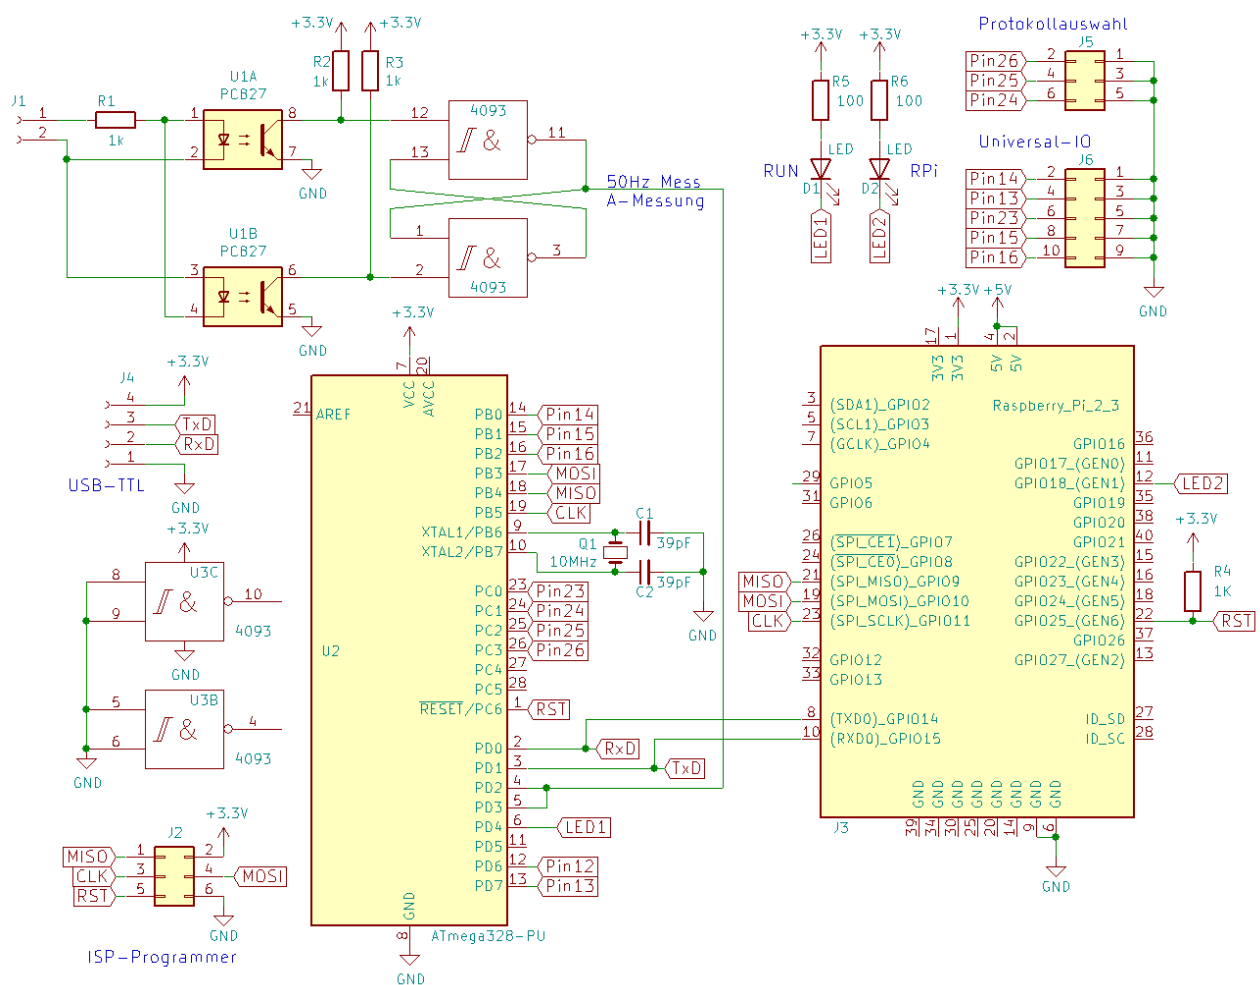 +3.3V +3.3V
R2 1k
R3 1k
J1
1
2
R1
1k
U1A
PCB27
1 8
2 7
GND
U1B
PCB27
3 6
4 5
GND
12 4093 11
13 &
50Hz Mess
A-Messung
1 & 3
2 4093
+3.3V +3.3V
R5 100
R6 100
LED LED
RUN D1 D2 RPi
LED1 LED2
Protokollauswahl
J5
Pin26 2 1
Pin25 4 3
Pin24 6 5
Universal-IO
J6
Pin14 2 1
Pin13 4 3
Pin23 6 5
Pin15 8 7
Pin16 10 9
GND
J4
+3.3V
4
3 TxD
2 RxD
1
USB-TTL
GND
+3.3V
8 U3C 10
9 & 4093
GND
5 U3B 4
6 & 4093
GND
J2
+3.3V
MISO 1 2
CLK 3 4 MOSI
RST 5 6
GND
ISP-Programmer
+3.3V
7 20
VCC AVCC
21 AREF
PB0 14 Pin14
PB1 15 Pin15
PB2 16 Pin16
PB3 17 MOSI
PB4 18 MISO
PB5 19 CLK
XTAL1/PB6 9
XTAL2/PB7 10
PC0 23 Pin23
PC1 24 Pin24
PC2 25 Pin25
PC3 26 Pin26
PC4 27
PC5 28
RESET/PC6 1 RST
PD0 2 RxD
PD1 3 TxD
PD2 4
PD3 5
PD4 6 LED1
PD5 11
PD6 12 Pin12
PD7 13 Pin13
U2
GND
8
ATmega328-PU
GND
Q1
10MHz
C1
39pF
39pF
C2
GND
+3.3V +5V
17 1 4 2
3V3 3V3 5V 5V
Raspberry_Pi_2_3
3 (SDA1)_GPIO2
5 (SCL1)_GPIO3
7 (GCLK)_GPIO4
29 GPIO5
31 GPIO6
26 (SPI_CE1)_GPIO7
24 (SPI_CE0)_GPIO8
MISO 21 (SPI_MISO)_GPIO9
MOSI 19 (SPI_MOSI)_GPIO10
CLK 23 (SPI_SCLK)_GPIO11
32 GPIO12
33 GPIO13
8 (TXD0)_GPIO14
10 (RXD0)_GPIO15
GPIO16 36
GPIO17_(GEN0) 11
GPIO18_(GEN1) 12 LED2
GPIO19 35
GPIO20 38
GPIO21 40
GPIO22_(GEN3) 15
GPIO23_(GEN4) 16
GPIO24_(GEN5) 18
GPIO25_(GEN6) 22 RST
GPIO26 37
GPIO27_(GEN2) 13
ID_SD 27
ID_SC 28
+3.3V
R4
1K
GND GND GND GND GND GND GND GND
39 34 30 25 20 14 9 6
J3
GND